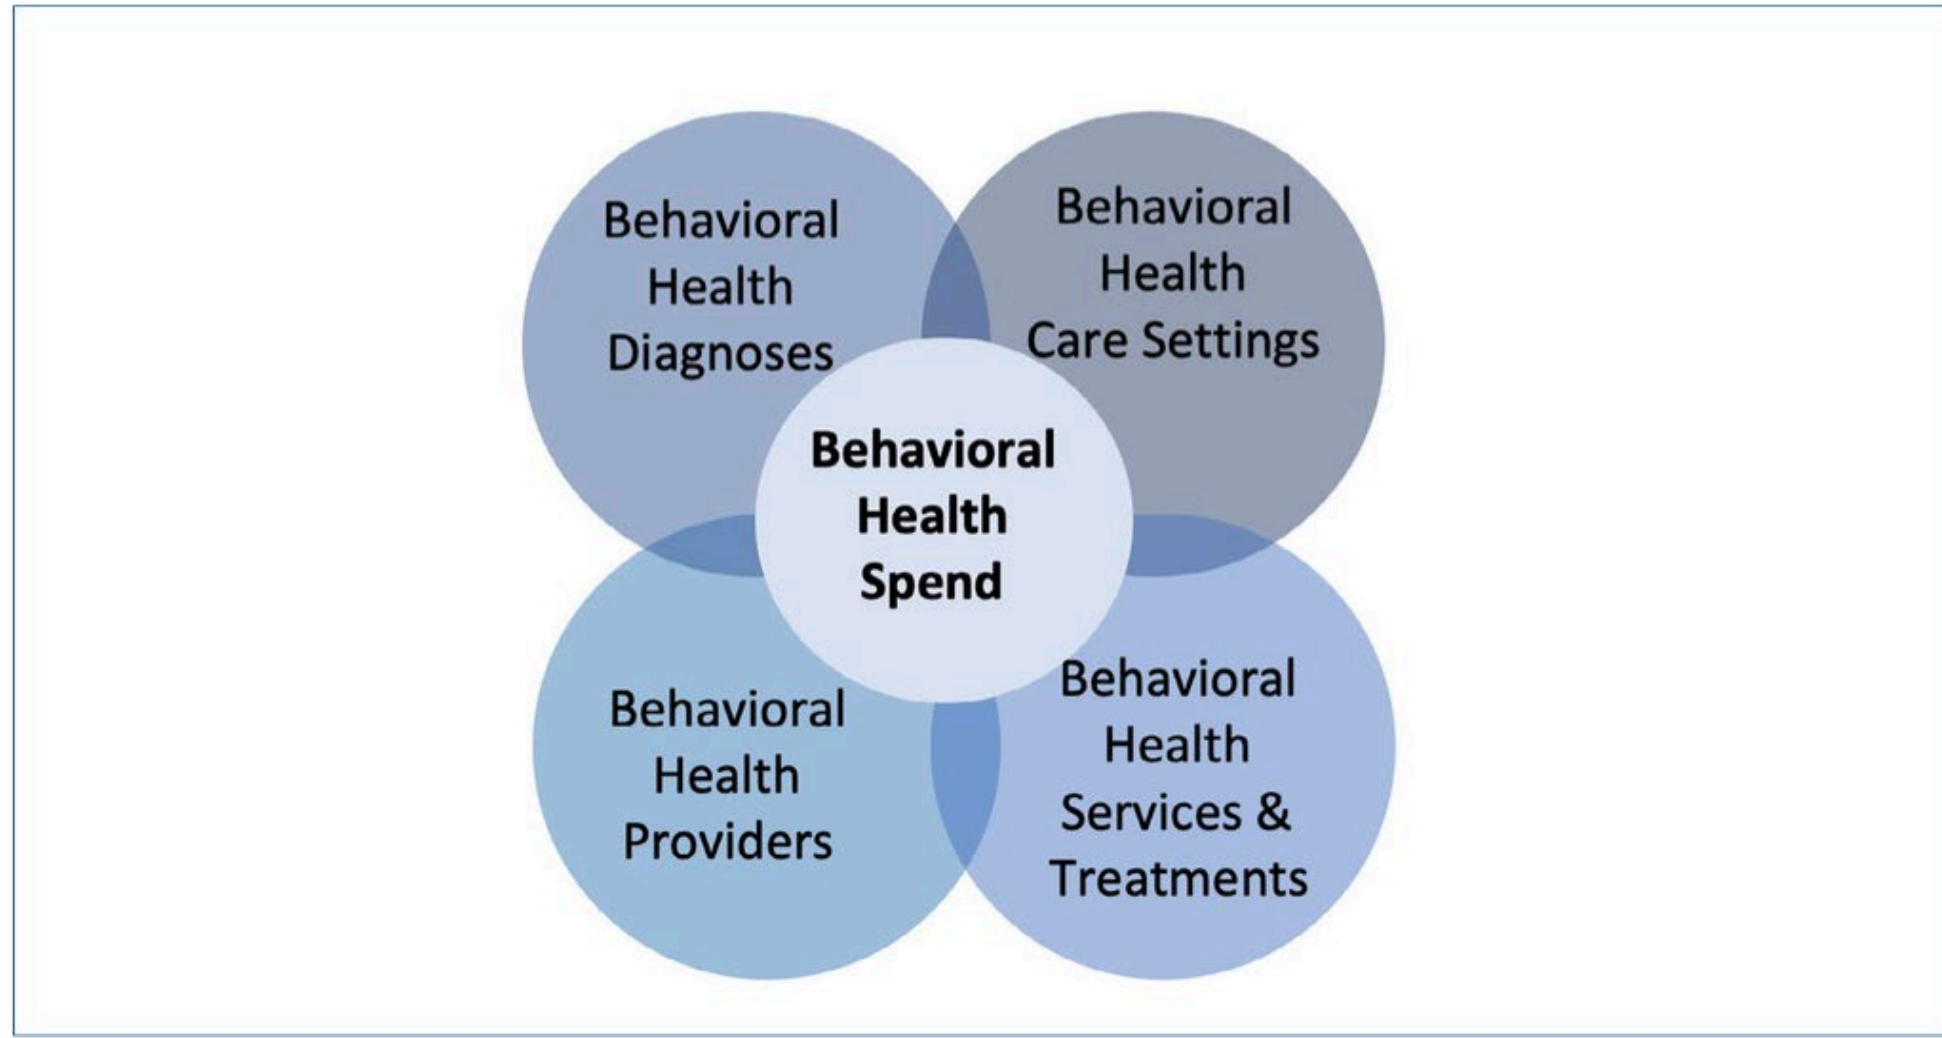 Behavioral
Health
Diagnoses
Behavioral
Health
Care Settings
Behavioral
Health
Spend
Behavioral
Health
Providers
Behavioral
Health
Services &
Treatments